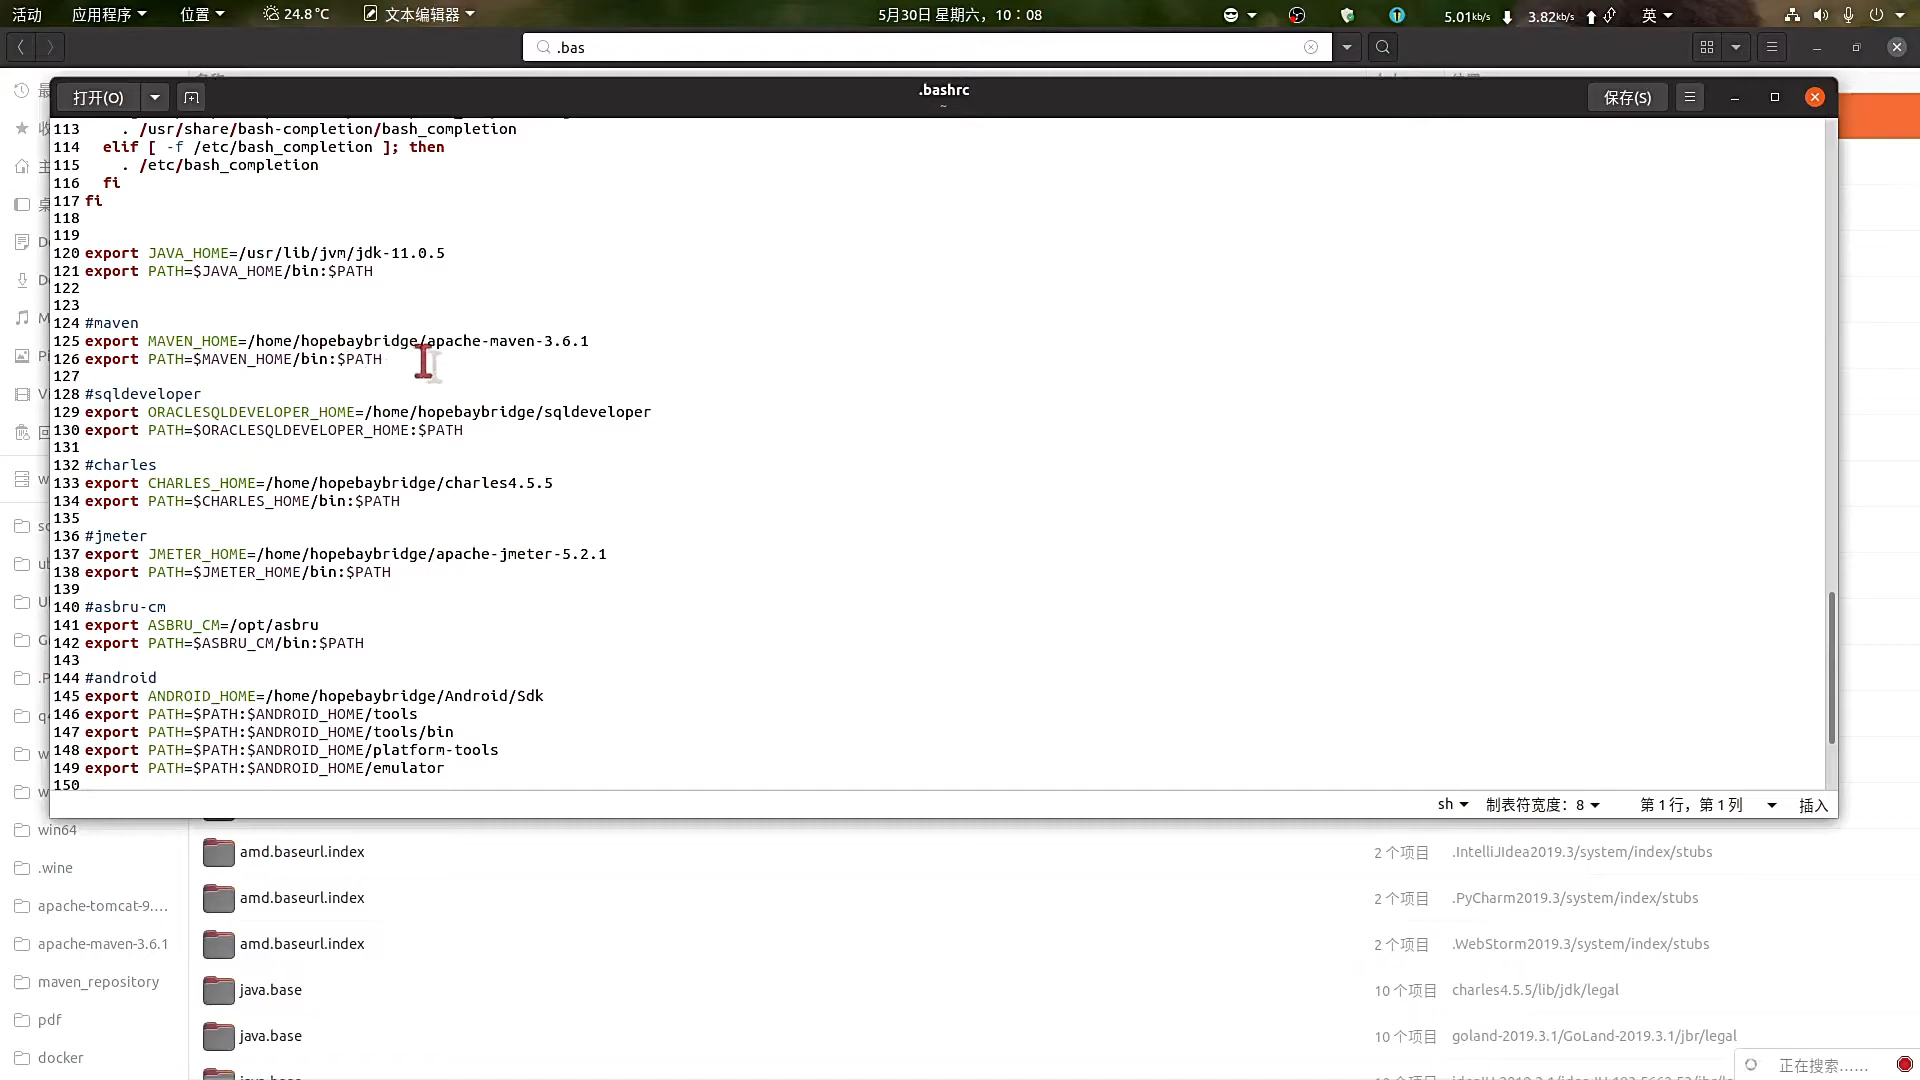 活动 应用程序 位置 24.8°C 文本编辑器 5月30日 星期六，10：08 5.01kb/s 3.82kb/s 英
.bas
打开(O) .bashrc 保存(S)
~
113 . /usr/share/bash-completion/bash_completion
114 elif [ -f /etc/bash_completion ]; then
115 . /etc/bash_completion
116 fi
117 fi
118
119
120 export JAVA_HOME=/usr/lib/jvm/jdk-11.0.5
121 export PATH=$JAVA_HOME/bin:$PATH
122
123
124 #maven
125 export MAVEN_HOME=/home/hopebaybridge/apache-maven-3.6.1
126 export PATH=$MAVEN_HOME/bin:$PATH
127
128 #sqldeveloper
129 export ORACLESQLDEVELOPER_HOME=/home/hopebaybridge/sqldeveloper
130 export PATH=$ORACLESQLDEVELOPER_HOME:$PATH
131
132 #charles
133 export CHARLES_HOME=/home/hopebaybridge/charles4.5.5
134 export PATH=$CHARLES_HOME/bin:$PATH
135
136 #jmeter
137 export JMETER_HOME=/home/hopebaybridge/apache-jmeter-5.2.1
138 export PATH=$JMETER_HOME/bin:$PATH
139
140 #asbru-cm
141 export ASBRU_CM=/opt/asbru
142 export PATH=$ASBRU_CM/bin:$PATH
143
144 #android
145 export ANDROID_HOME=/home/hopebaybridge/Android/Sdk
146 export PATH=$PATH:$ANDROID_HOME/tools
147 export PATH=$PATH:$ANDROID_HOME/tools/bin
148 export PATH=$PATH:$ANDROID_HOME/platform-tools
149 export PATH=$PATH:$ANDROID_HOME/emulator
150
sh 制表符宽度：8 第 1 行，第 1 列 插入
win64
.wine
apache-tomcat-9.…
apache-maven-3.6.1
maven_repository
pdf
docker
amd.baseurl.index 2 个项目 .IntelliJIdea2019.3/system/index/stubs
amd.baseurl.index 2 个项目 .PyCharm2019.3/system/index/stubs
amd.baseurl.index 2 个项目 .WebStorm2019.3/system/index/stubs
java.base 10 个项目 charles4.5.5/lib/jdk/legal
java.base 10 个项目 goland-2019.3.1/GoLand-2019.3.1/jbr/legal
正在搜索……